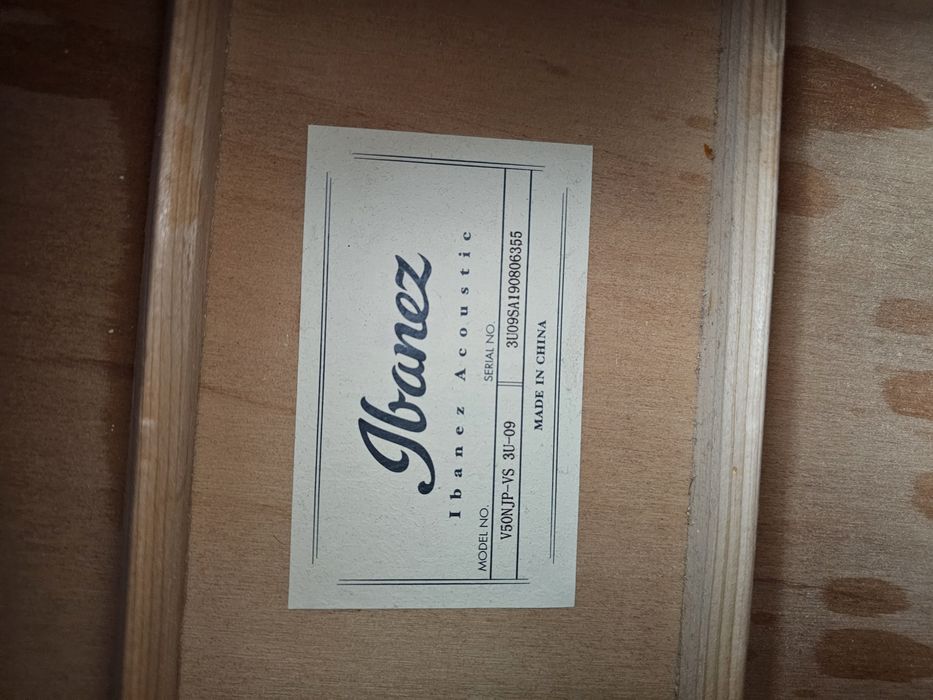 Ibanez
Ibanez Acoustic
MODEL NO. SERIAL NO.
V50NJP-VS 3U-09 3U09SA190806355
MADE IN CHINA